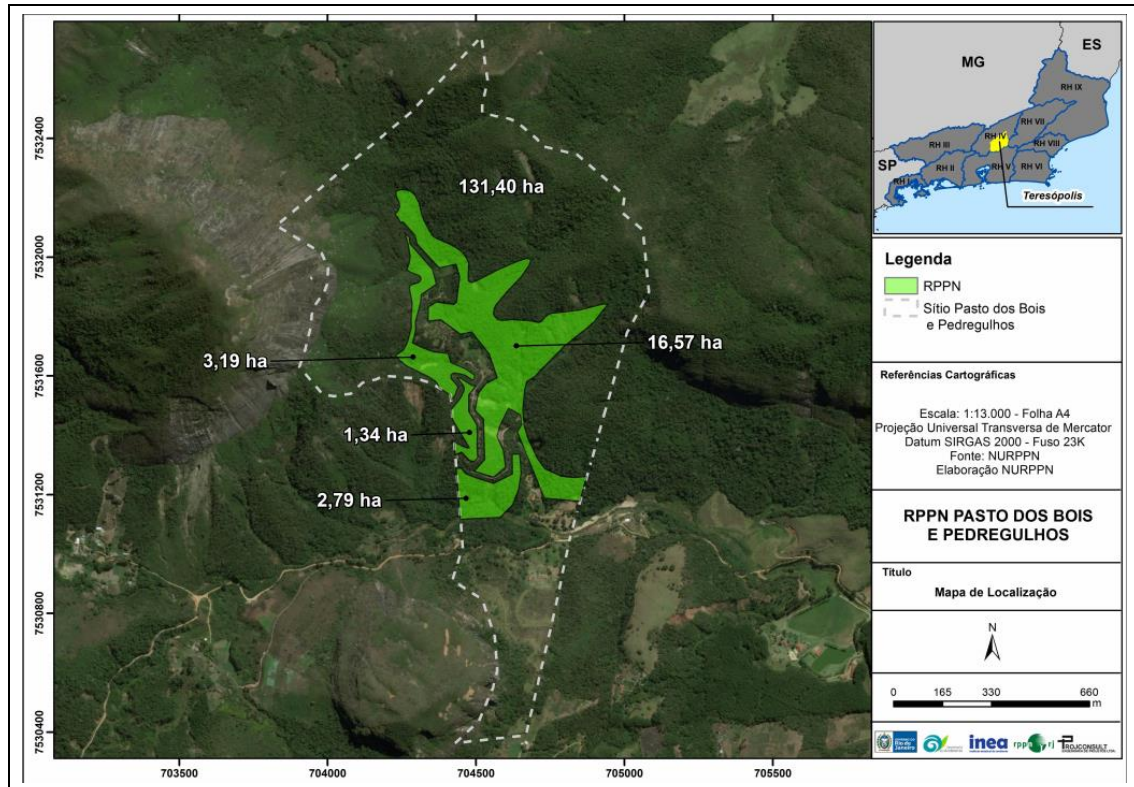 7532400
7532000
7531600
7531200
7530800
7530400
703500
704000
704500
705000
705500
131,40 ha
16,57 ha
3,19 ha
1,34 ha
2,79 ha
MG
ES
SP
RH IX
RH VII
RH IV
RH III
RH VIII
RH II
RH V
RH VI
RH I
Teresópolis
Legenda
RPPN
Sítio Pasto dos Bois
e Pedregulhos
Referências Cartográficas
Escala: 1:13.000 - Folha A4
Projeção Universal Transversa de Mercator
Datum SIRGAS 2000 - Fuso 23K
Fonte: NURPPN
Elaboração NURPPN
RPPN PASTO DOS BOIS
E PEDREGULHOS
Título
Mapa de Localização
N
0 165 330 660
m
inea
PROJCONSULT